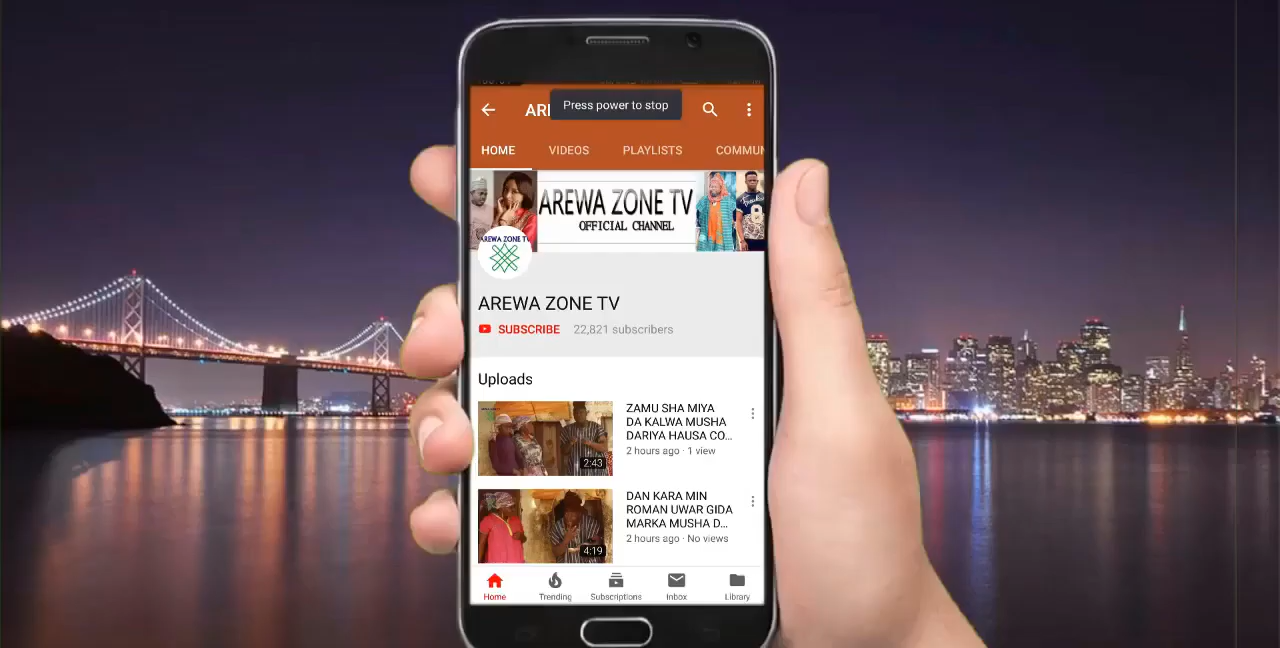 ARE
Press power to stop
HOME
VIDEOS
PLAYLISTS
COMMUN
AREWA ZONE TV
OFFICIAL CHANNEL
AREWA ZONE TV
AREWA ZONE TV
SUBSCRIBE 22,821 subscribers
Uploads
ZAMU SHA MIYA
DA KALWA MUSHA
DARIYA HAUSA CO...
2 hours ago · 1 view
2:43
DAN KARA MIN
ROMAN UWAR GIDA
MARKA MUSHA D...
2 hours ago · No views
4:19
Home
Trending
Subscriptions
Inbox
Library